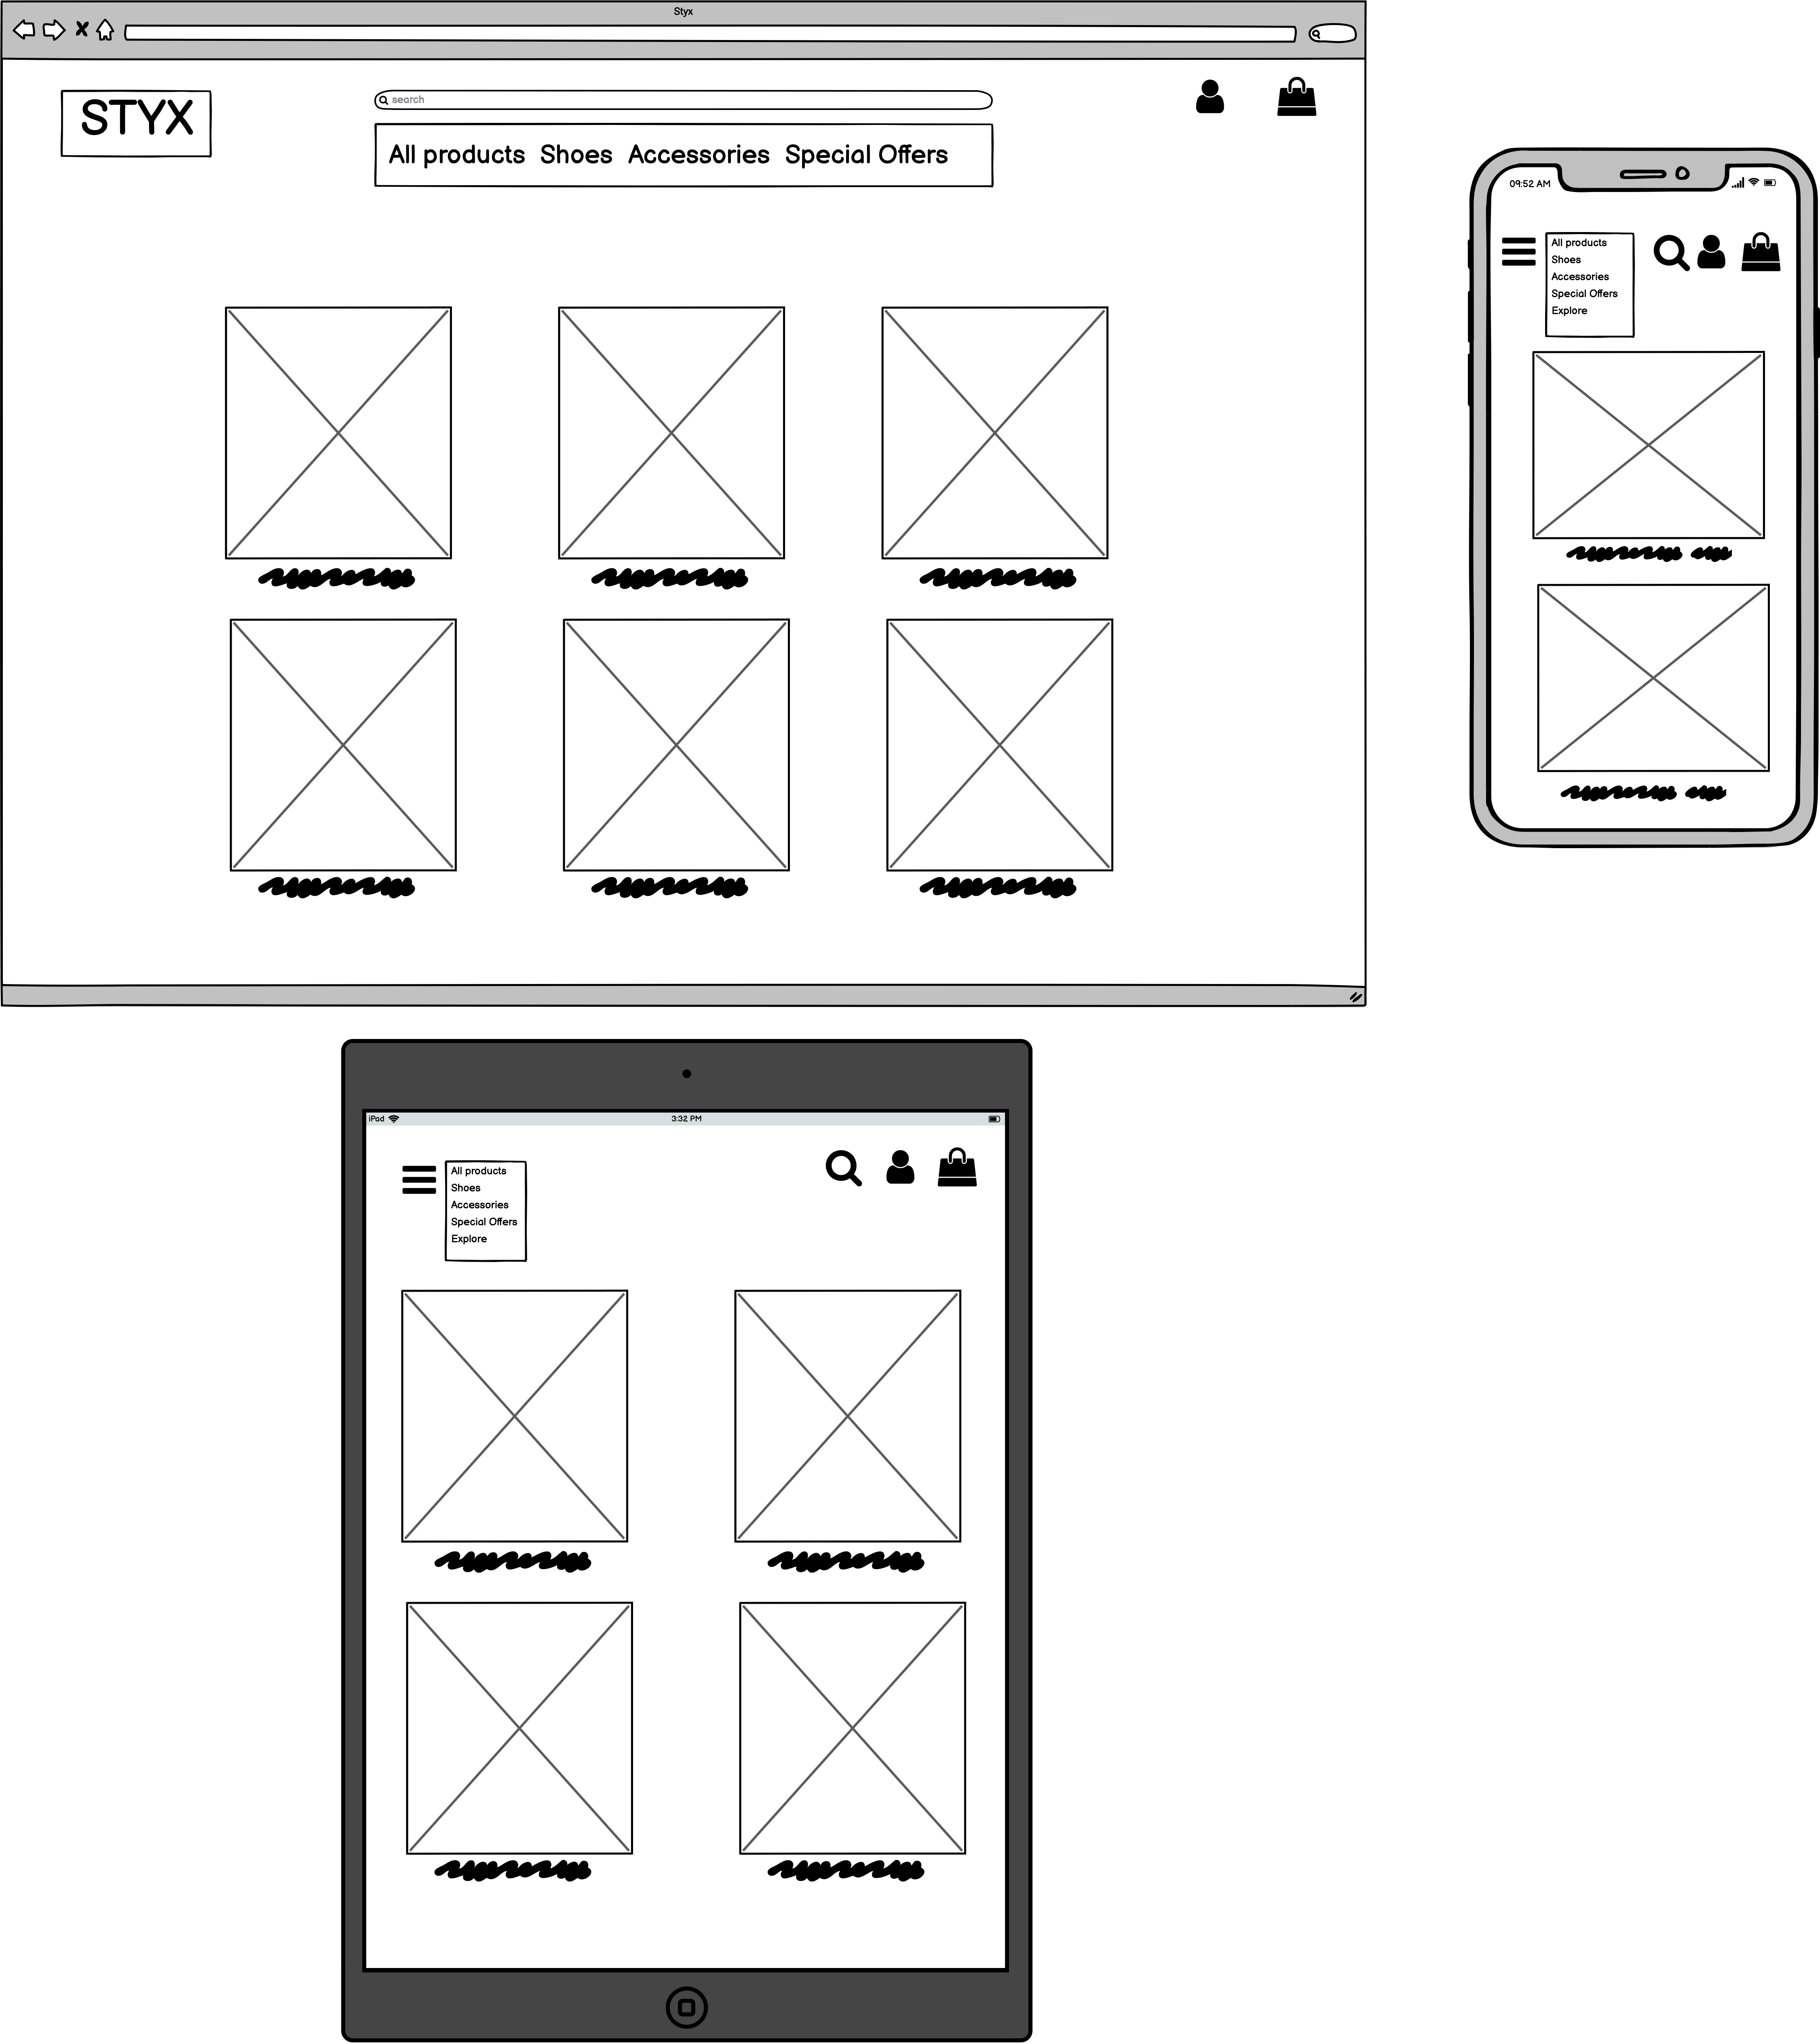 Styx
STYX
search
All products Shoes Accessories Special Offers
09:52 AM
All products
Shoes
Accessories
Special Offers
Explore
iPad 3:32 PM
All products
Shoes
Accessories
Special Offers
Explore